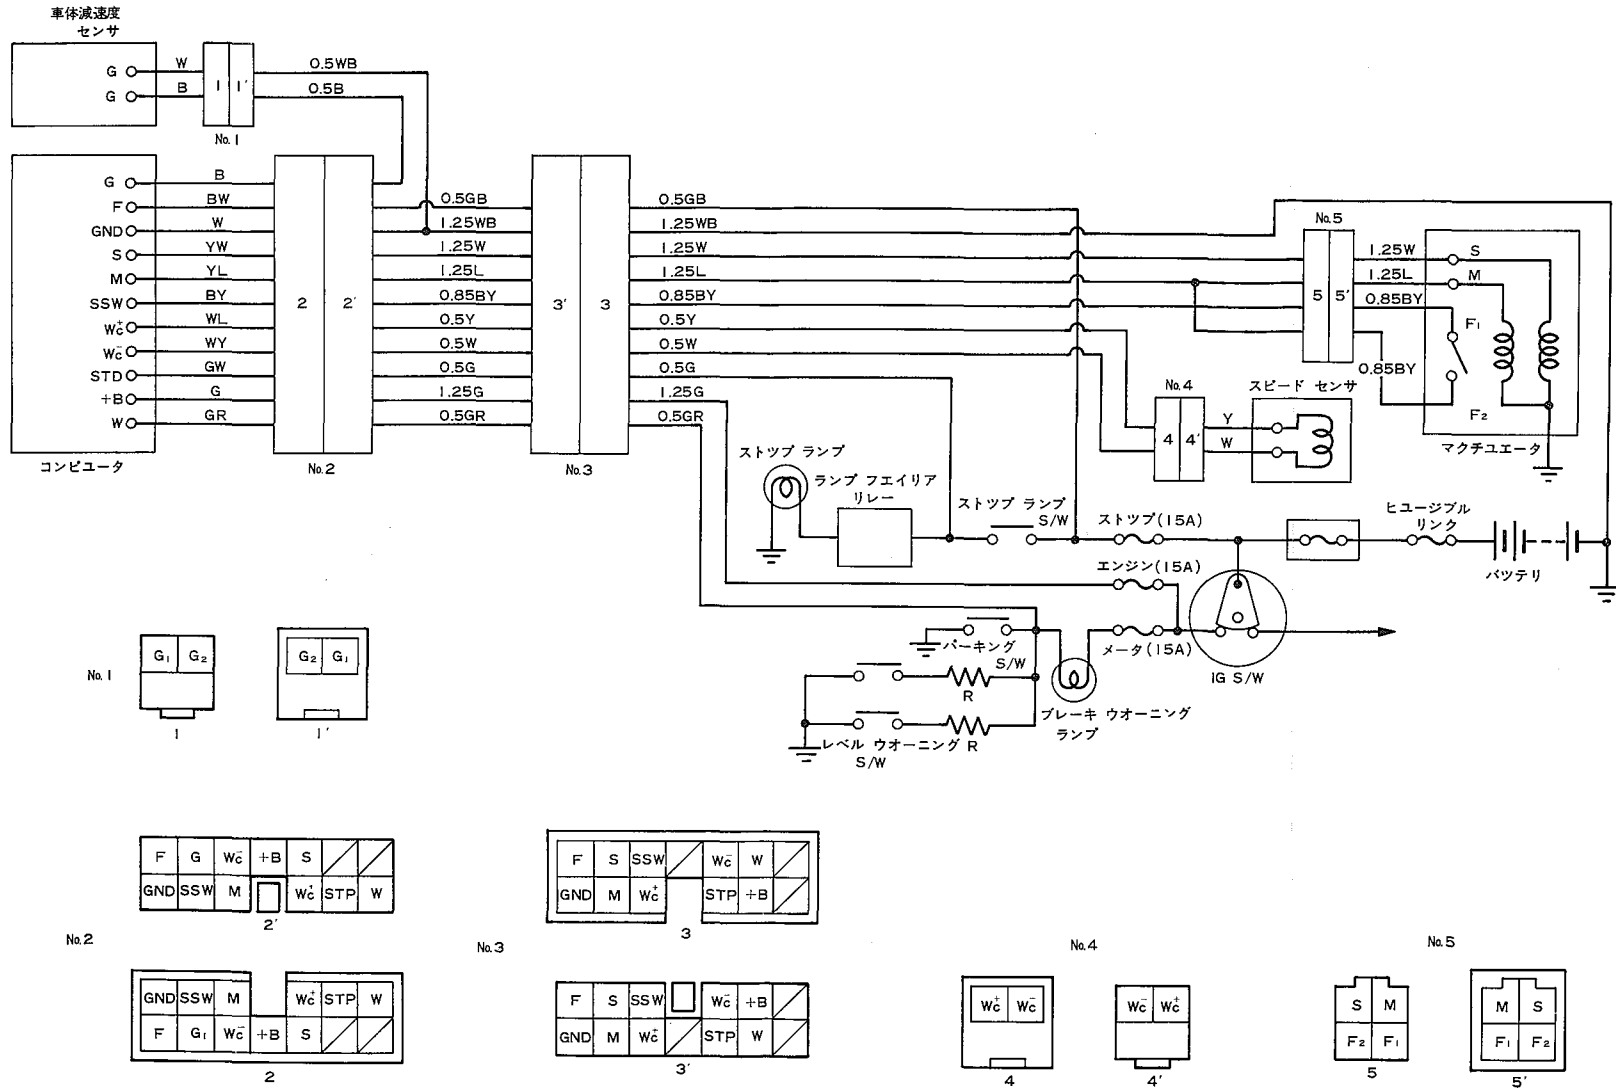 車体減速度
センサ
G W 0.5WB
G B 1 1' 0.5B
No.1
G B
F BW 0.5GB 0.5GB
GND W 1.25WB 1.25WB
S YW 1.25W 1.25W
M YL 1.25L 1.25L
SSW BY 0.85BY 0.85BY
Wc+ WL 0.5Y 0.5Y
Wc- WY 0.5W 0.5W
STD GW 0.5G 0.5G
+B G 1.25G 1.25G
W GR 0.5GR 0.5GR
2 2' 3' 3
コンピユータ
No.2
No.3
No.5
5 5'
1.25W S
1.25L M
0.85BY F1
0.85BY
F2
マクチユエータ
No.4 スピード センサ
4 4' Y
W
ストツプ ランプ
ランプ フエイリア
リレー
ストツプ ランプ
S/W
ストツプ(15A)
ヒユージブル
リンク
バツテリ
エンジン(15A)
パーキング
S/W
メータ(15A)
IG S/W
R
ブレーキ ウオーニング
ランプ
レベル ウオーニング R
S/W
No.1
G1 G2
1
G2 G1
1'
No.2
F G Wc- +B S
GND SSW M Wc+ STP W
2'
GND SSW M Wc+ STP W
F G1 Wc- +B S
2
No.3
F S SSW Wc- W
GND M Wc+ STP +B
3
F S SSW Wc- +B
GND M Wc+ STP W
3'
No.4
Wc+ Wc-
4
Wc- Wc+
4'
No.5
S M
F2 F1
5
M S
F1 F2
5'